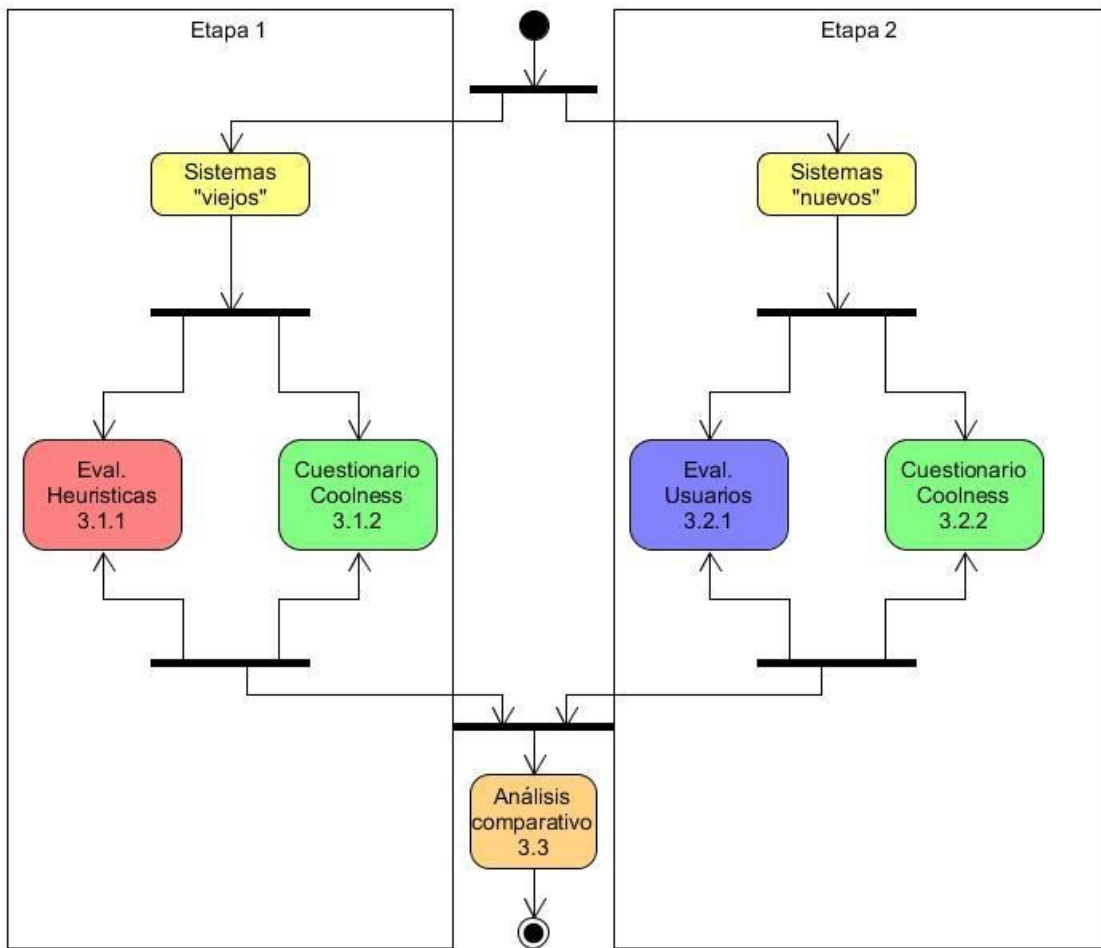 Etapa 1
Etapa 2
Sistemas
"viejos"
Sistemas
"nuevos"
Eval.
Heuristicas
3.1.1
Cuestionario
Coolness
3.1.2
Eval.
Usuarios
3.2.1
Cuestionario
Coolness
3.2.2
Análisis
comparativo
3.3